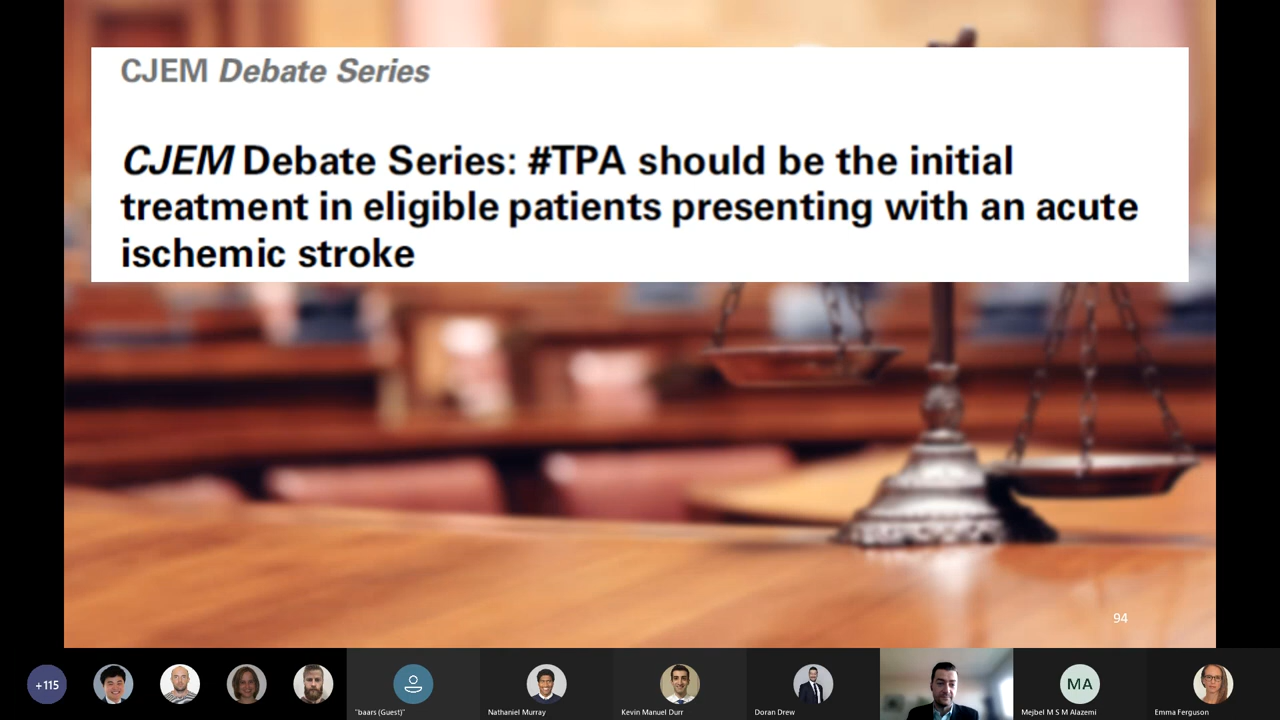 CJEM Debate Series
CJEM Debate Series: #TPA should be the initial
treatment in eligible patients presenting with an acute
ischemic stroke
94
+115
"baars (Guest)"
Nathaniel Murray
Kevin Manuel Durr
Doran Drew
MA
Mejbel M S M Alazemi
Emma Ferguson